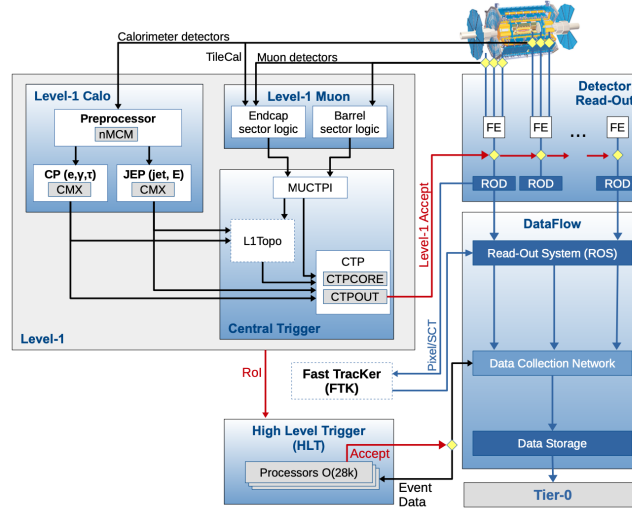 Calorimeter detectors
TileCal
Muon detectors
Level-1 Calo
Preprocessor
nMCM
CP (e,γ,τ)
CMX
JEP (jet, E)
CMX
Level-1 Muon
Endcap
sector logic
Barrel
sector logic
MUCTPI
L1Topo
CTP
CTPCORE
CTPOUT
Central Trigger
Level-1
Level-1 Accept
Detector
Read-Out
FE
FE
...
FE
ROD
ROD
ROD
DataFlow
Read-Out System (ROS)
Pixel/SCT
RoI
Fast TracKer
(FTK)
Data Collection Network
High Level Trigger
(HLT)
Accept
Processors O(28k)
Event
Data
Data Storage
Tier-0